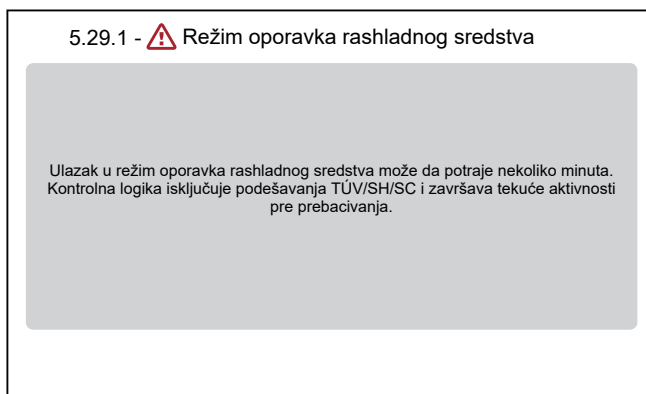 5.29.1 - Režim oporavka rashladnog sredstva
Ulazak u režim oporavka rashladnog sredstva može da potraje nekoliko minuta.
Kontrolna logika isključuje podešavanja TÚV/SH/SC i završava tekuće aktivnosti
pre prebacivanja.